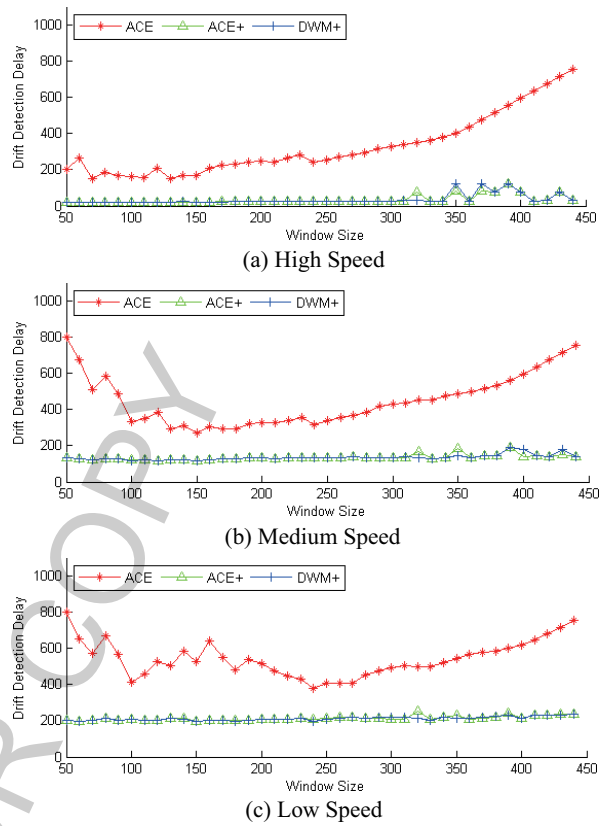 1000
ACE ACE+ DWM+
800
600
400
200
0
Drift Detection Delay
50 100 150 200 250 300 350 400 450
Window Size
(a) High Speed
1000
ACE ACE+ DWM+
800
600
400
200
0
Drift Detection Delay
50 100 150 200 250 300 350 400 450
Window Size
(b) Medium Speed
1000
ACE ACE+ DWM+
800
600
400
200
0
Drift Detection Delay
50 100 150 200 250 300 350 400 450
Window Size
(c) Low Speed
R COPY